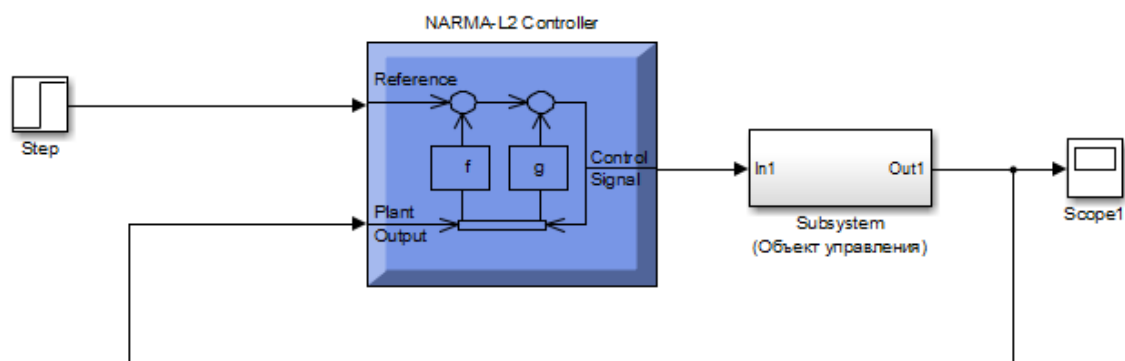 NARMA-L2 Controller
Reference
Step
f
g
Control
Signal
Plant
Output
In1
Out1
Subsystem
(Объект управления)
Scope1